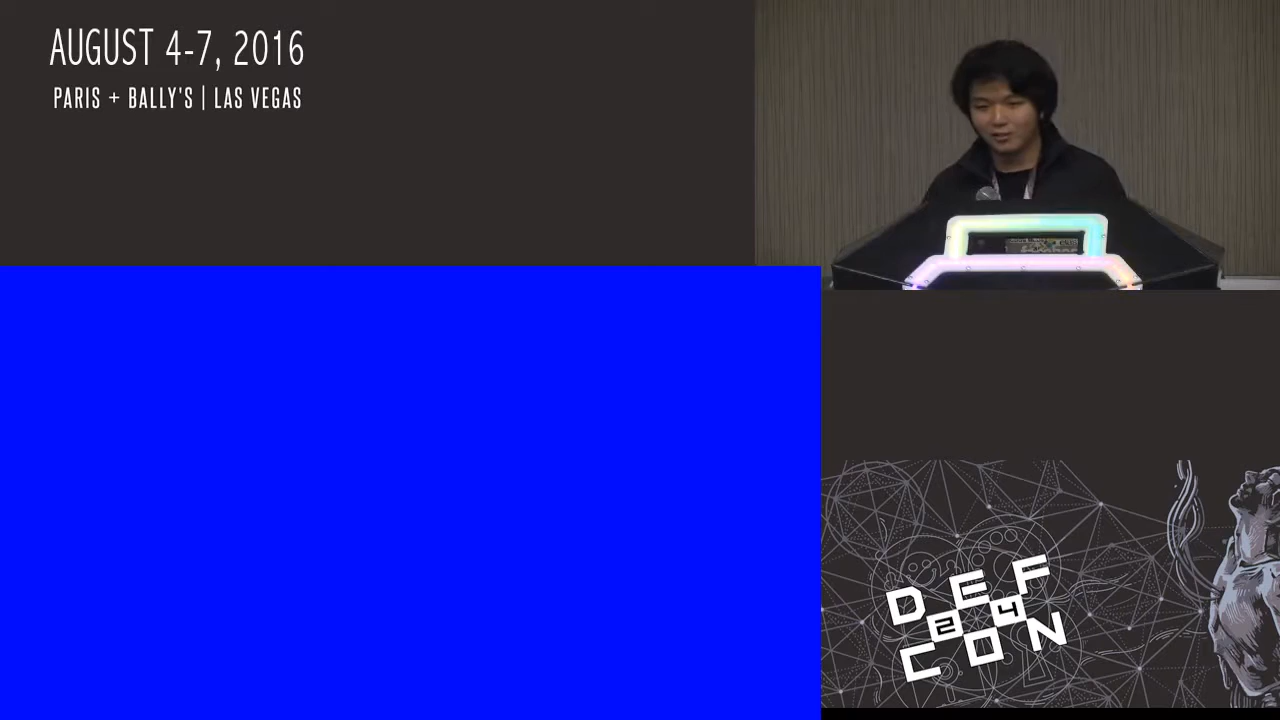 AUGUST 4-7, 2016
PARIS + BALLY'S | LAS VEGAS
DEF
24
CON